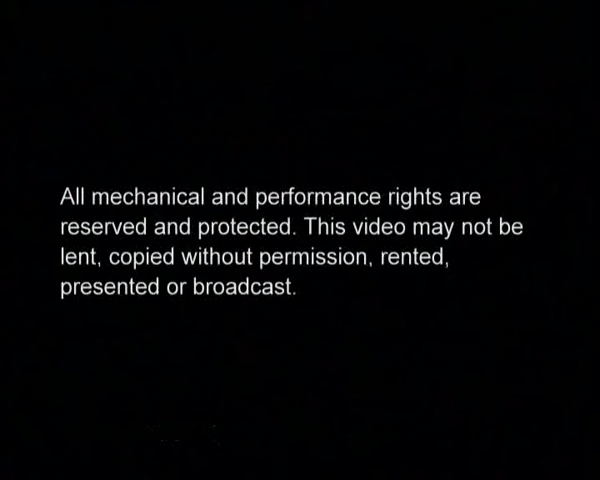 All mechanical and performance rights are
reserved and protected. This video may not be
lent, copied without permission, rented,
presented or broadcast.